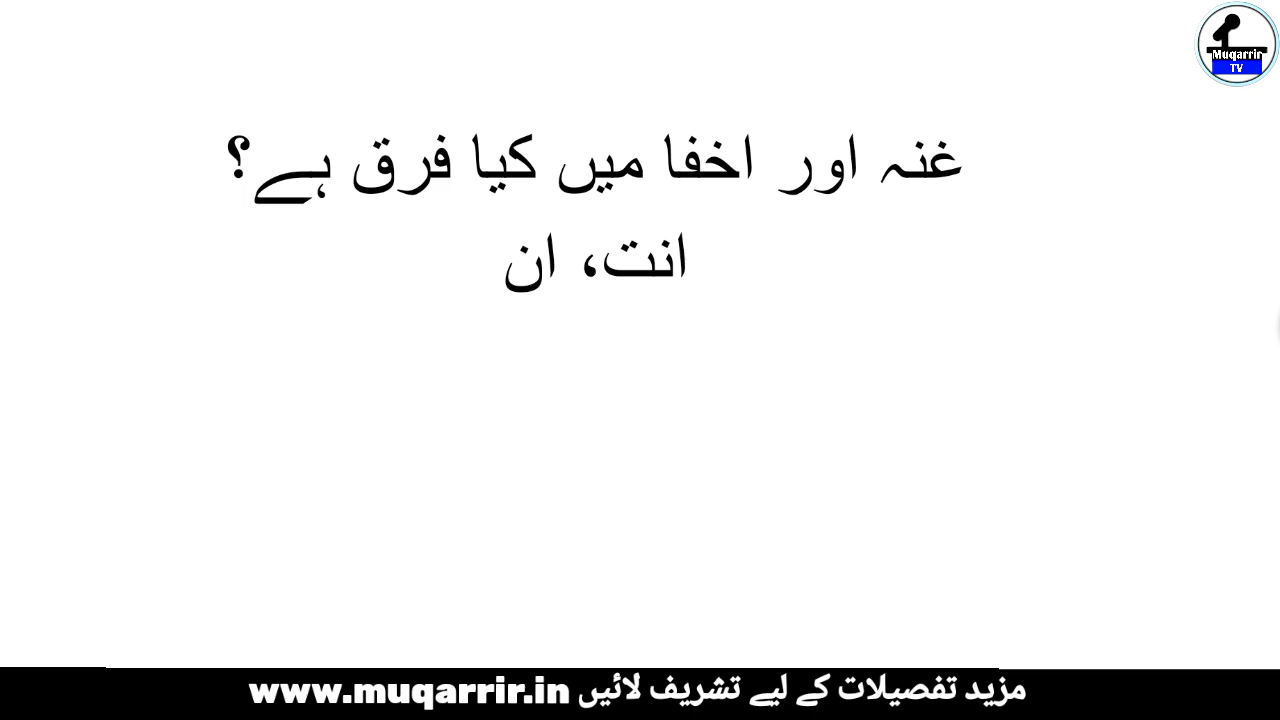 Muqarrir
TV
غنہ اور اخفا میں کیا فرق ہے؟
انت، ان
مزید تفصیلات کے لیے تشریف لائیں www.muqarrir.in